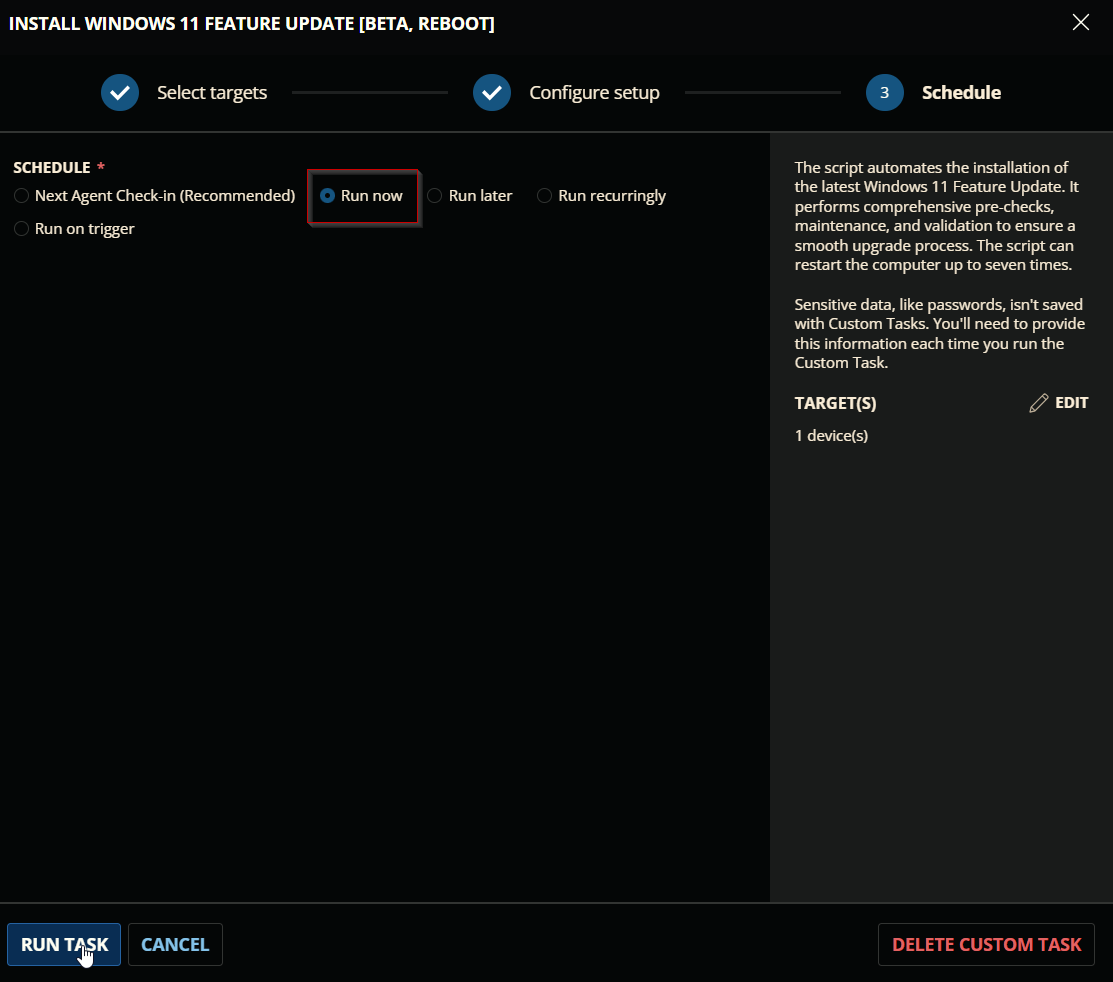 INSTALL WINDOWS 11 FEATURE UPDATE [BETA, REBOOT]
Select targets
Configure setup
3 Schedule
SCHEDULE *
Next Agent Check-in (Recommended) Run now Run later Run recurringly
Run on trigger
The script automates the installation of
the latest Windows 11 Feature Update. It
performs comprehensive pre-checks,
maintenance, and validation to ensure a
smooth upgrade process. The script can
restart the computer up to seven times.
Sensitive data, like passwords, isn't saved
with Custom Tasks. You'll need to provide
this information each time you run the
Custom Task.
TARGET(S) EDIT
1 device(s)
RUN TASK CANCEL DELETE CUSTOM TASK